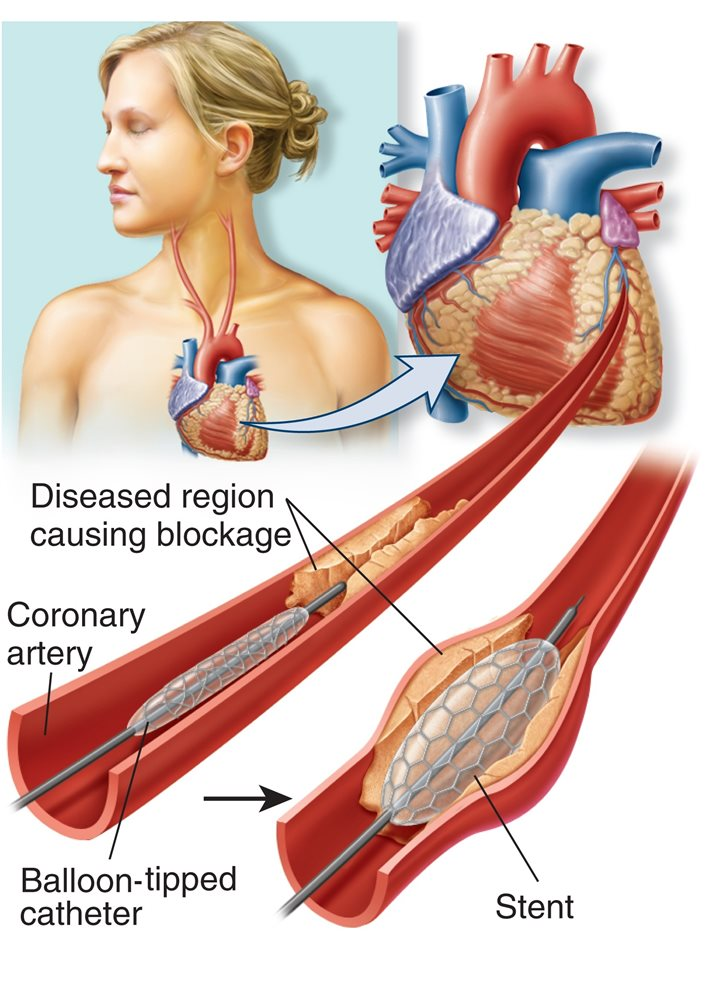 Diseased region
causing blockage
Coronary
artery
Balloon-tipped
catheter
Stent